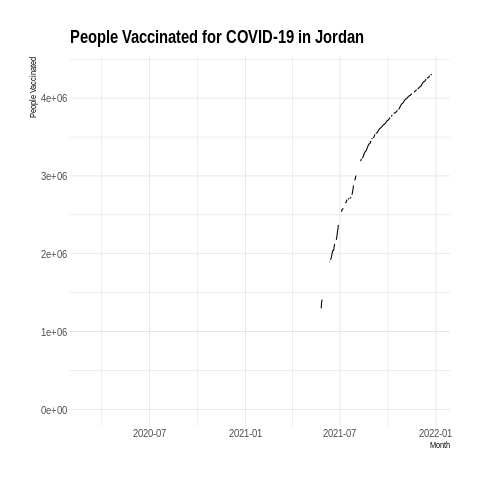 People Vaccinated for COVID-19 in Jordan
People Vaccinated
4e+06
3e+06
2e+06
1e+06
0e+00
2020-07 2021-01 2021-07 2022-01
Month